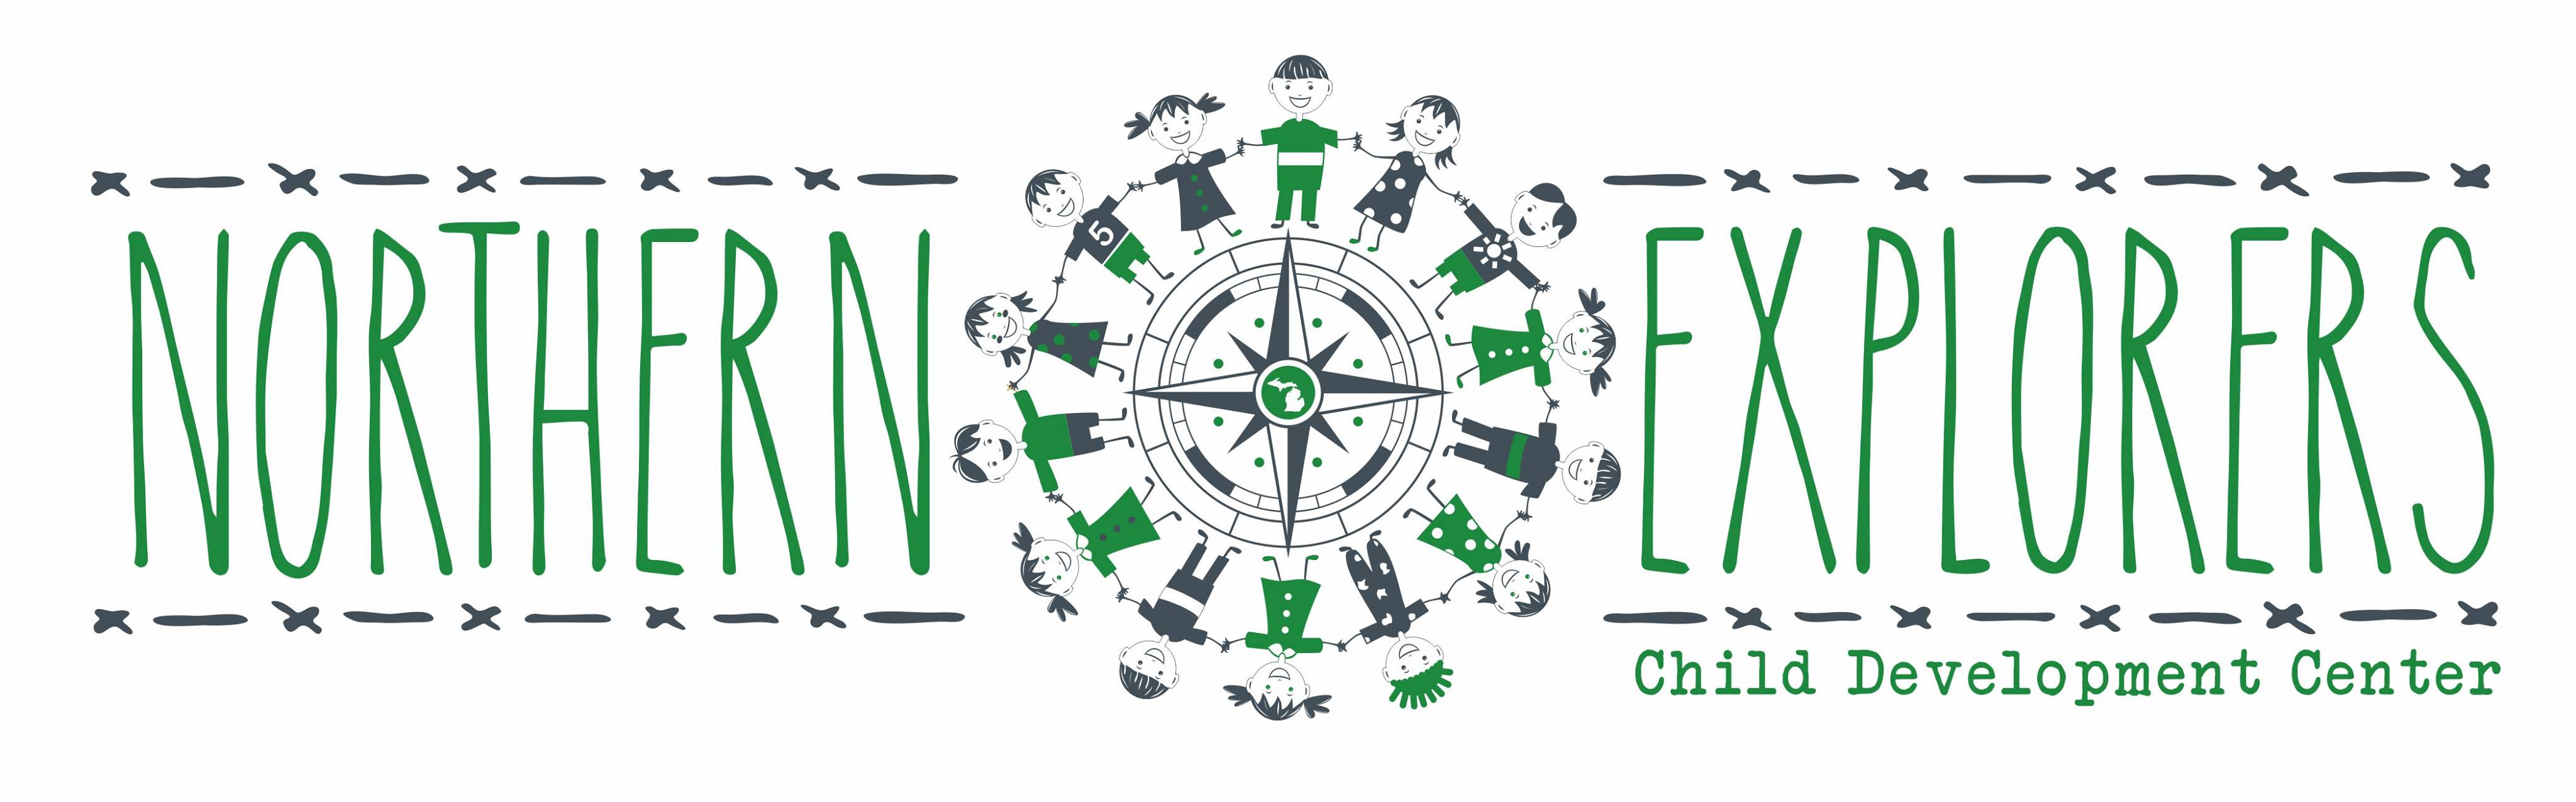 NORTHERN
5
EXPLORERS
Child Development Center